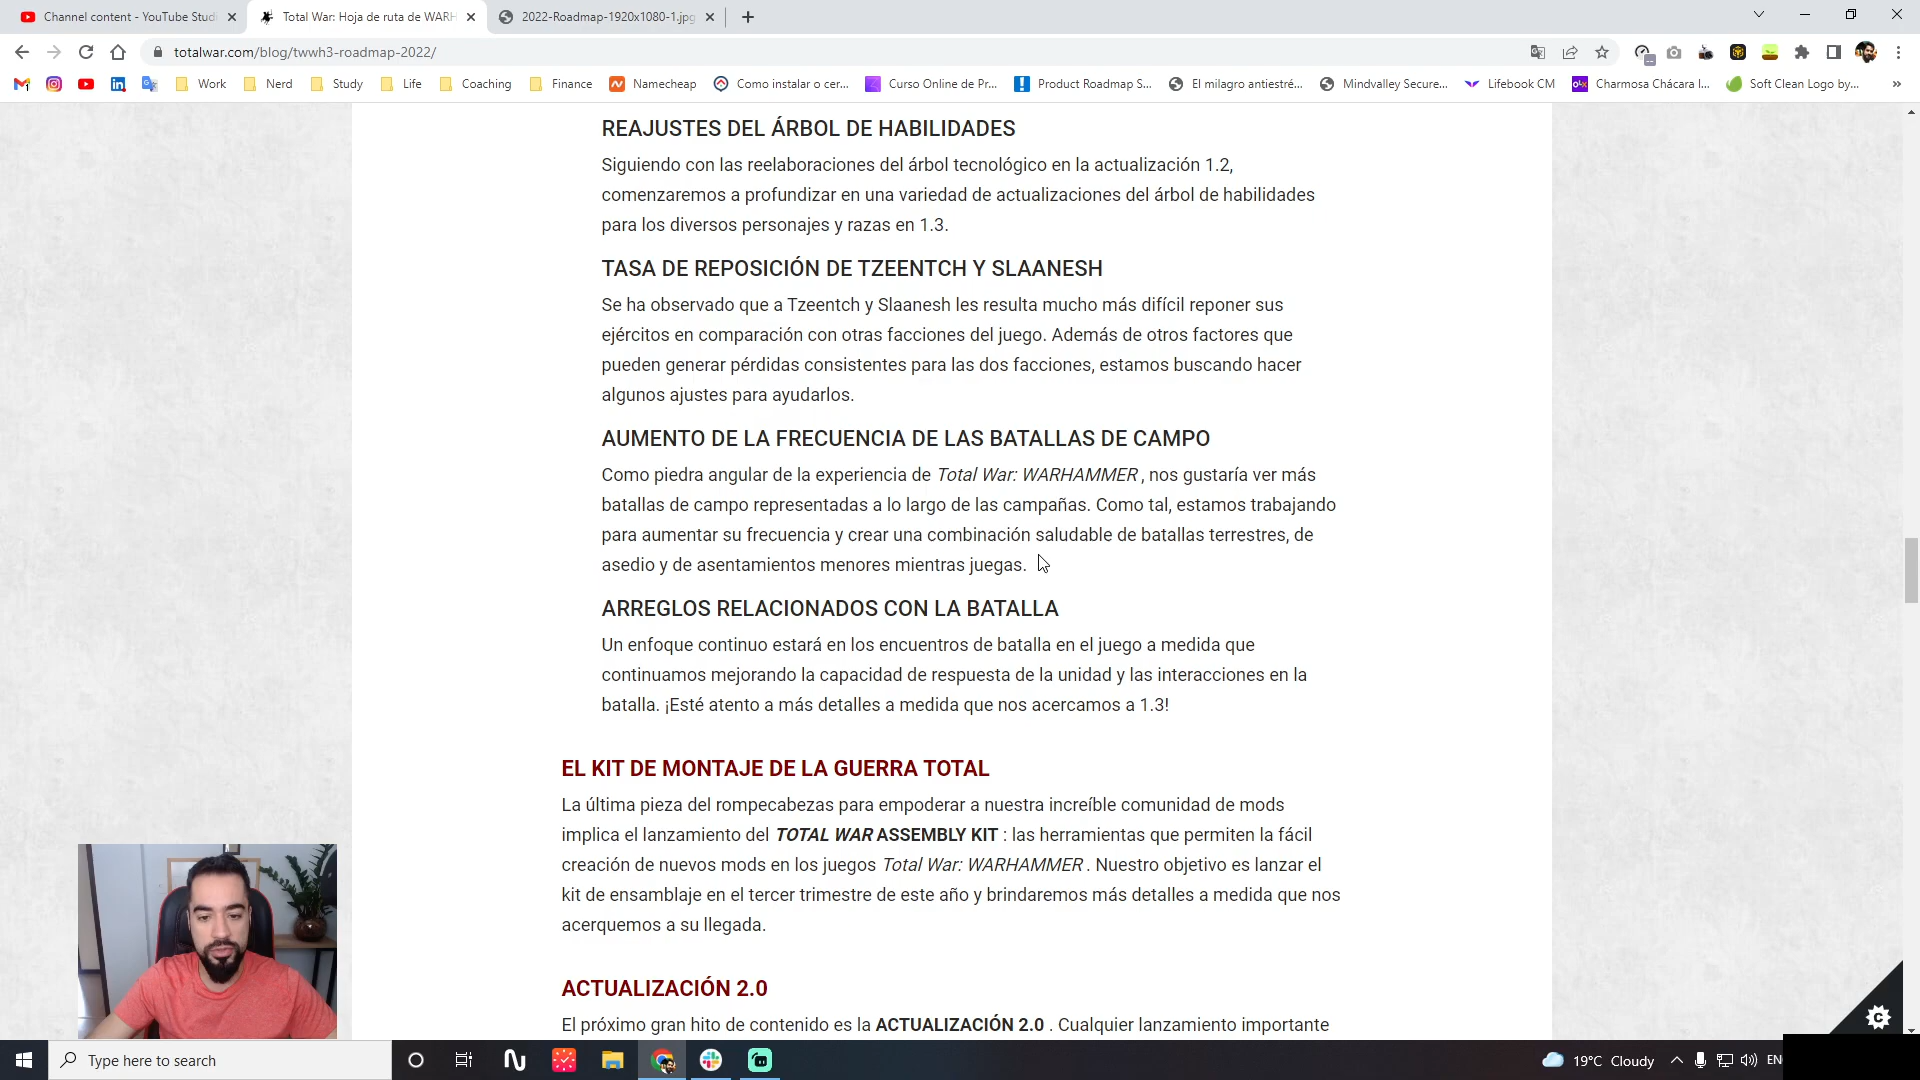 Channel content - YouTube Studi
Total War: Hoja de ruta de WARH
2022-Roadmap-1920x1080-1.jpg
totalwar.com/blog/twwh3-roadmap-2022/
Work
Nerd
Study
Life
Coaching
Finance
Namecheap
Como instalar o cer...
Curso Online de Pr...
Product Roadmap S...
El milagro antiestré...
Mindvalley Secure...
Lifebook CM
Charmosa Chácara l...
Soft Clean Logo by...
REAJUSTES DEL ÁRBOL DE HABILIDADES
Siguiendo con las reelaboraciones del árbol tecnológico en la actualización 1.2,
comenzaremos a profundizar en una variedad de actualizaciones del árbol de habilidades
para los diversos personajes y razas en 1.3.
TASA DE REPOSICIÓN DE TZEENTCH Y SLAANESH
Se ha observado que a Tzeentch y Slaanesh les resulta mucho más difícil reponer sus
ejércitos en comparación con otras facciones del juego. Además de otros factores que
pueden generar pérdidas consistentes para las dos facciones, estamos buscando hacer
algunos ajustes para ayudarlos.
AUMENTO DE LA FRECUENCIA DE LAS BATALLAS DE CAMPO
Como piedra angular de la experiencia de Total War: WARHAMMER , nos gustaría ver más
batallas de campo representadas a lo largo de las campañas. Como tal, estamos trabajando
para aumentar su frecuencia y crear una combinación saludable de batallas terrestres, de
asedio y de asentamientos menores mientras juegas.
ARREGLOS RELACIONADOS CON LA BATALLA
Un enfoque continuo estará en los encuentros de batalla en el juego a medida que
continuamos mejorando la capacidad de respuesta de la unidad y las interacciones en la
batalla. ¡Esté atento a más detalles a medida que nos acercamos a 1.3!
EL KIT DE MONTAJE DE LA GUERRA TOTAL
La última pieza del rompecabezas para empoderar a nuestra increíble comunidad de mods
implica el lanzamiento del TOTAL WAR ASSEMBLY KIT : las herramientas que permiten la fácil
creación de nuevos mods en los juegos Total War: WARHAMMER . Nuestro objetivo es lanzar el
kit de ensamblaje en el tercer trimestre de este año y brindaremos más detalles a medida que nos
acerquemos a su llegada.
ACTUALIZACIÓN 2.0
El próximo gran hito de contenido es la ACTUALIZACIÓN 2.0 . Cualquier lanzamiento importante
Type here to search
19°C Cloudy
EN